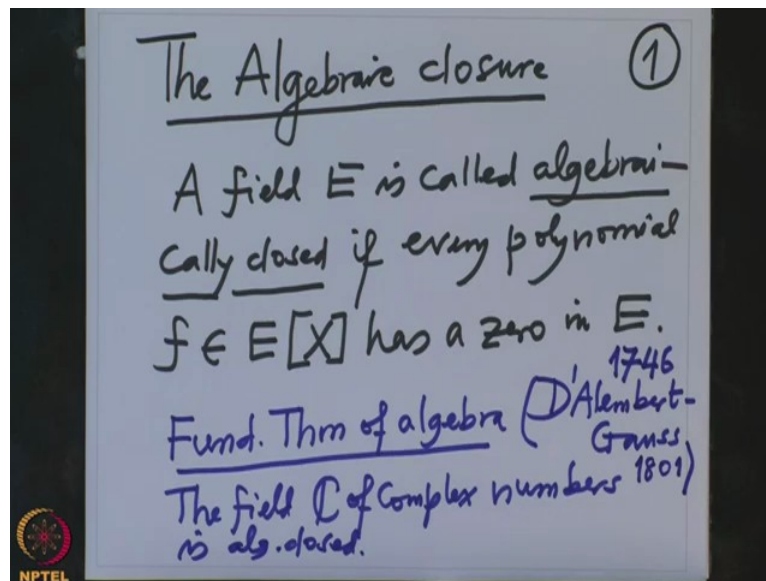 The Algebraic closure ①
A field E is called algebrai-
cally closed if every polynomial
f ∈ E[X] has a zero in E.
1746
Fund. Thm of algebra (D'Alembert-
Gauss
1801)
The field ℂ of complex numbers
is alg. closed.
NPTEL